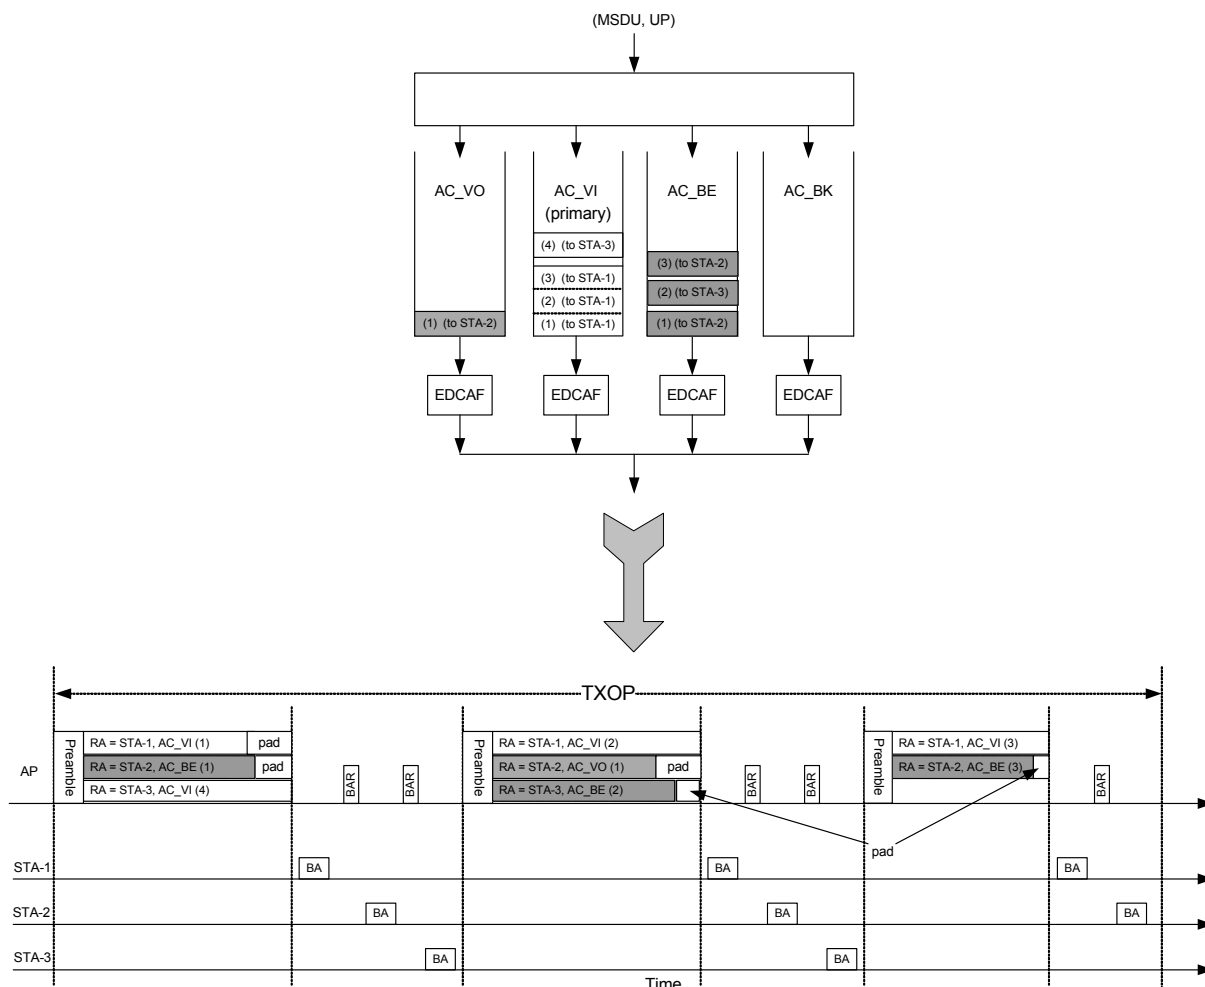 (MSDU, UP)
AC_VO
AC_VI
(primary)
AC_BE
AC_BK
(4) (to STA-3)
(3) (to STA-1)
(2) (to STA-1)
(1) (to STA-1)
(3) (to STA-2)
(2) (to STA-3)
(1) (to STA-2)
(1) (to STA-2)
EDCAF
EDCAF
EDCAF
EDCAF
TXOP
AP
Preamble
RA = STA-1, AC_VI (1)
pad
RA = STA-2, AC_BE (1)
pad
RA = STA-3, AC_VI (4)
BAR
BAR
Preamble
RA = STA-1, AC_VI (2)
RA = STA-2, AC_VO (1)
pad
RA = STA-3, AC_BE (2)
BAR
BAR
Preamble
RA = STA-1, AC_VI (3)
RA = STA-2, AC_BE (3)
BAR
pad
STA-1
BA
BA
BA
STA-2
BA
BA
BA
STA-3
BA
BA
Time